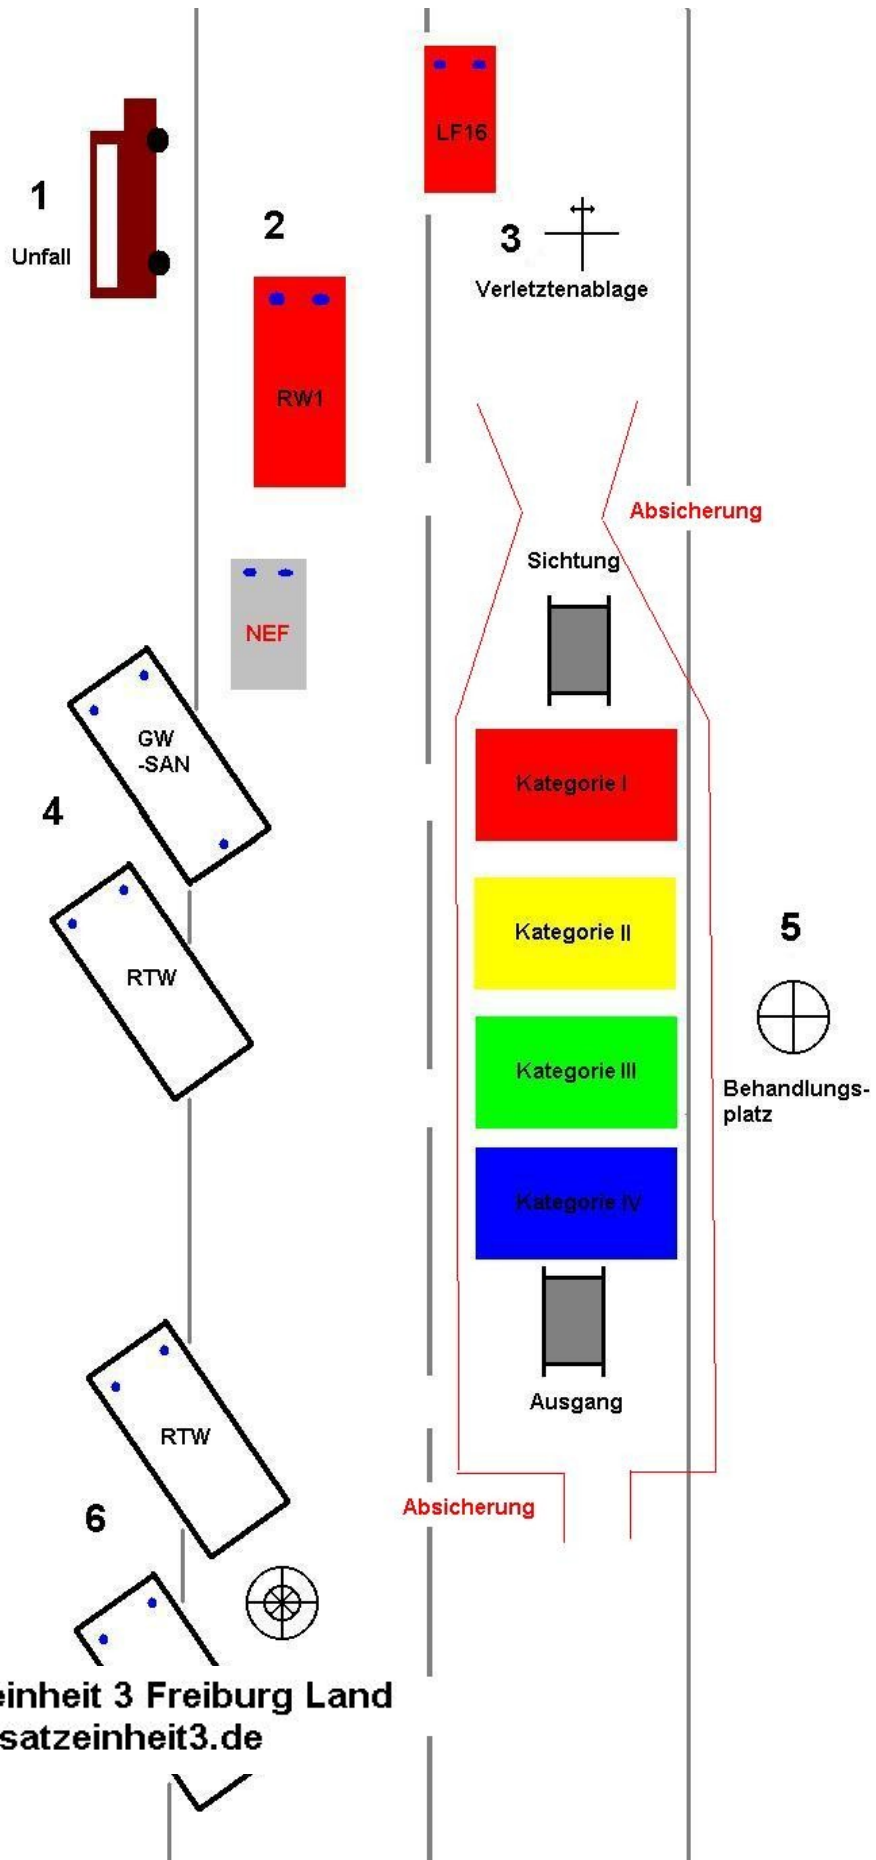 LF16
1
Unfall
2
3
Verletztenablage
RW1
Absicherung
Sichtung
NEF
GW
-SAN
Kategorie I
4
Kategorie II
5
RTW
Kategorie III
Behandlungs-
platz
Kategorie IV
Ausgang
RTW
Absicherung
6
einheit 3 Freiburg Land
satzeinheit3.de